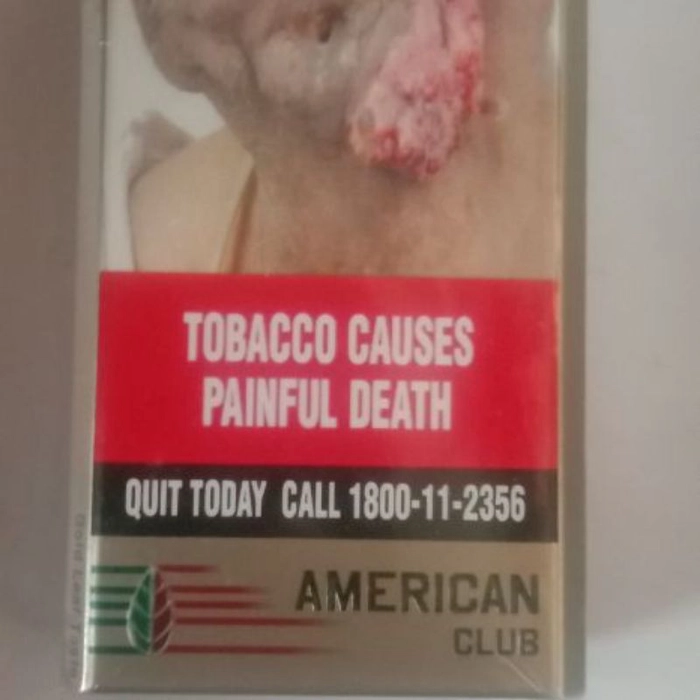 TOBACCO CAUSES
PAINFUL DEATH
QUIT TODAY CALL 1800-11-2356
AMERICAN
CLUB